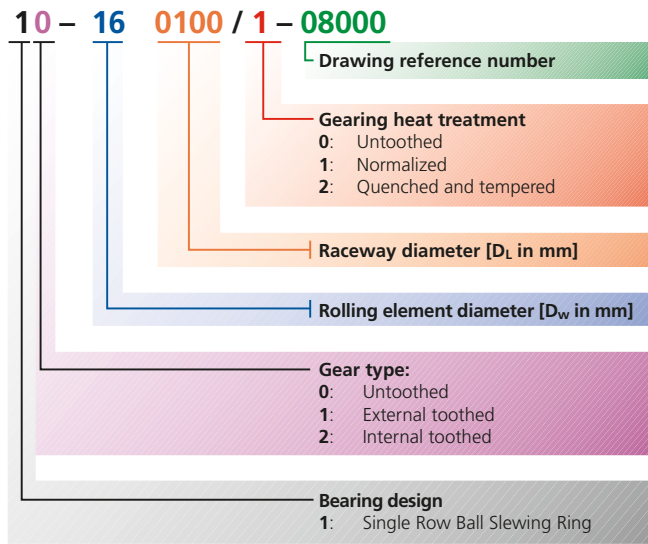 10 – 16 0100 / 1 – 08000
Drawing reference number
Gearing heat treatment
0: Untoothed
1: Normalized
2: Quenched and tempered
Raceway diameter [DL in mm]
Rolling element diameter [Dw in mm]
Gear type:
0: Untoothed
1: External toothed
2: Internal toothed
Bearing design
1: Single Row Ball Slewing Ring